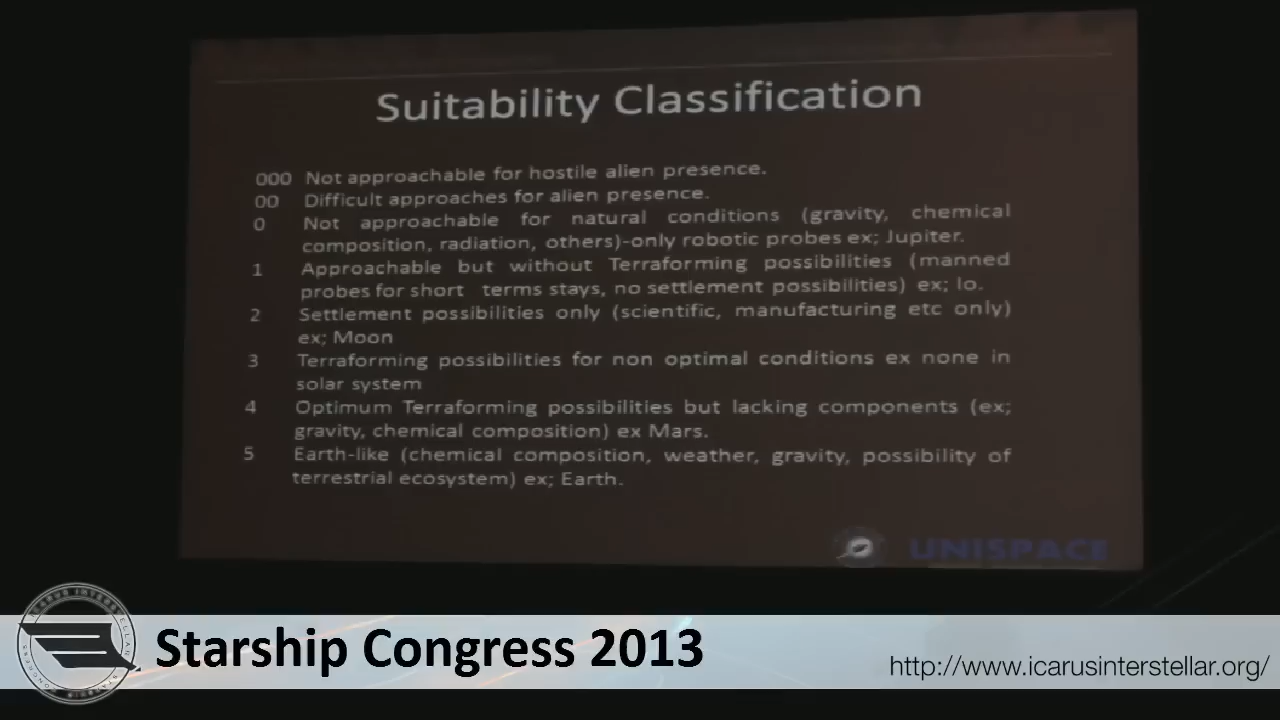 Suitability Classification
000 Not approachable for hostile alien presence.
00 Difficult approaches for alien presence.
0 Not approachable for natural conditions (gravity, chemical
composition, radiation, others)-only robotic probes ex; Jupiter.
1 Approachable but without Terraforming possibilities (manned
probes for short terms stays, no settlement possibilities) ex; Io.
2 Settlement possibilities only (scientific, manufacturing etc only)
ex; Moon
3 Terraforming possibilities for non optimal conditions ex none in
solar system
4 Optimum Terraforming possibilities but lacking components (ex;
gravity, chemical composition) ex Mars.
5 Earth-like (chemical composition, weather, gravity, possibility of
terrestrial ecosystem) ex; Earth.
UNISPACE
ICARUS INTERSTELLAR
STARSHIP CONGRESS
Starship Congress 2013
http://www.icarusinterstellar.org/